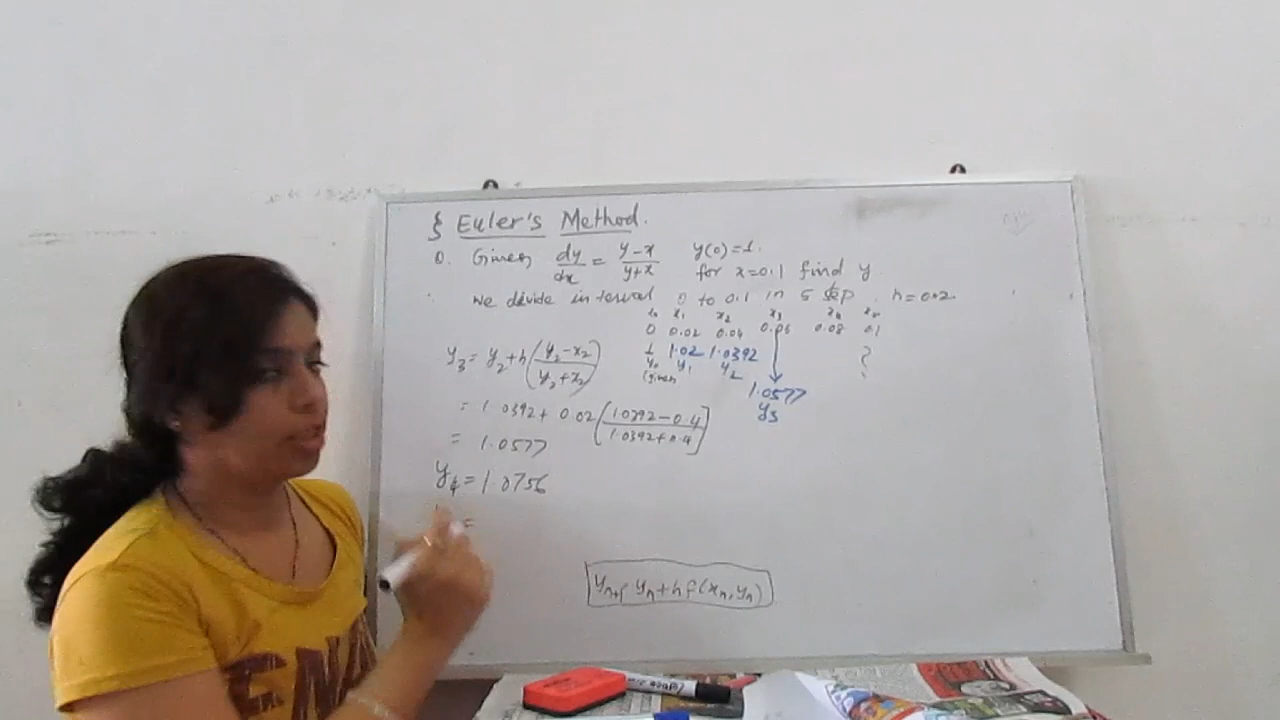 § Euler's Method.
Q. Given dy/dx = y-x/y+x y(0)=1.
for x=0.1 find y
We divide interval 0 to 0.1 in 5 step. h=0.2
x₁ x₂ x₃ x₄
0 0.02 0.04 0.06 0.08 0.1
1 1.02 1.0392 ?
y₀ y₁ y₂
(given
1.0577
y₃
y₃ = y₂+h(y₂-x₂/y₂+x₂)
= 1.0392+0.02[1.0392-0.4/1.0392+0.4]
= 1.0577
y₄ = 1.0756
=
yₙ₊₁= yₙ+h f(xₙ,yₙ)
ENA